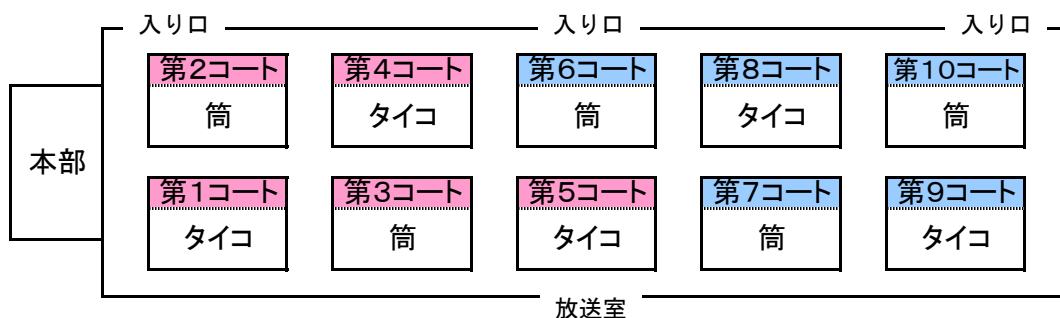 入り口 入り口 入り口
第2コート 第4コート 第6コート 第8コート 第10コート
筒 タイコ 筒 タイコ 筒
本部
第1コート 第3コート 第5コート 第7コート 第9コート
タイコ 筒 タイコ 筒 タイコ
放送室